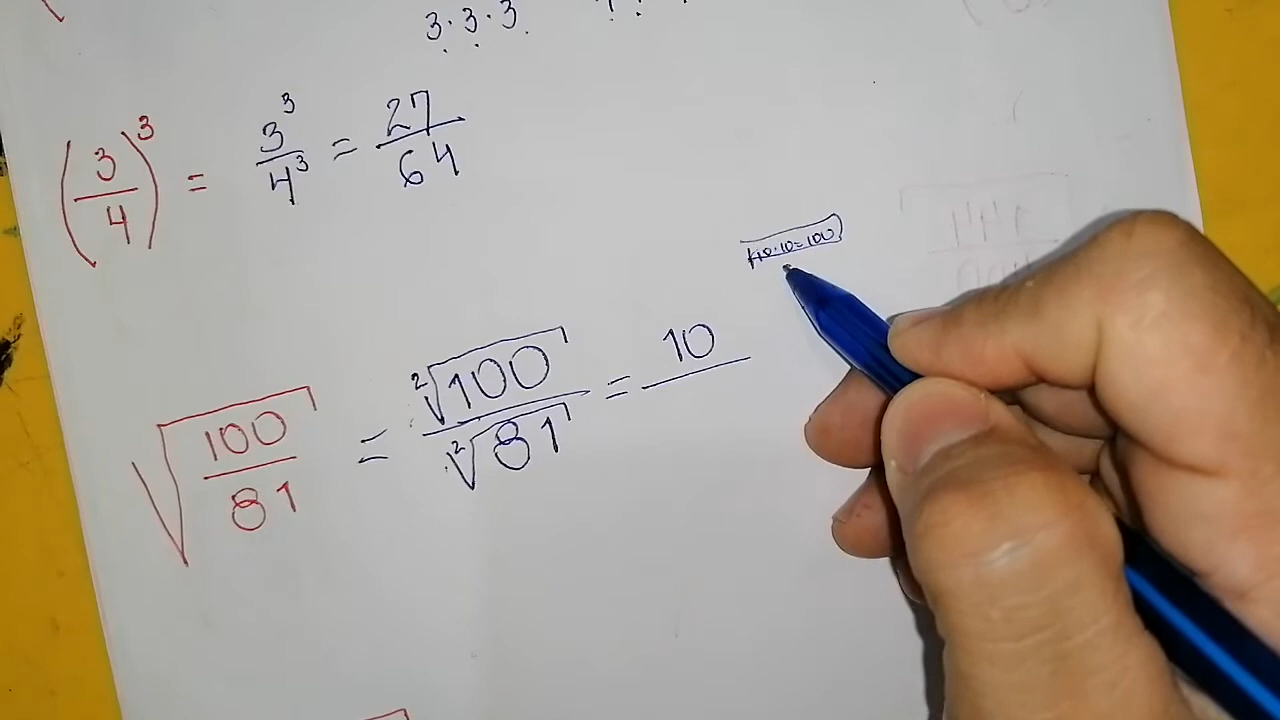 3·3·3
(3/4)³ = 3³/4³ = 27/64
10·10=100
√(100/81) = ²√100/²√81 = 10/